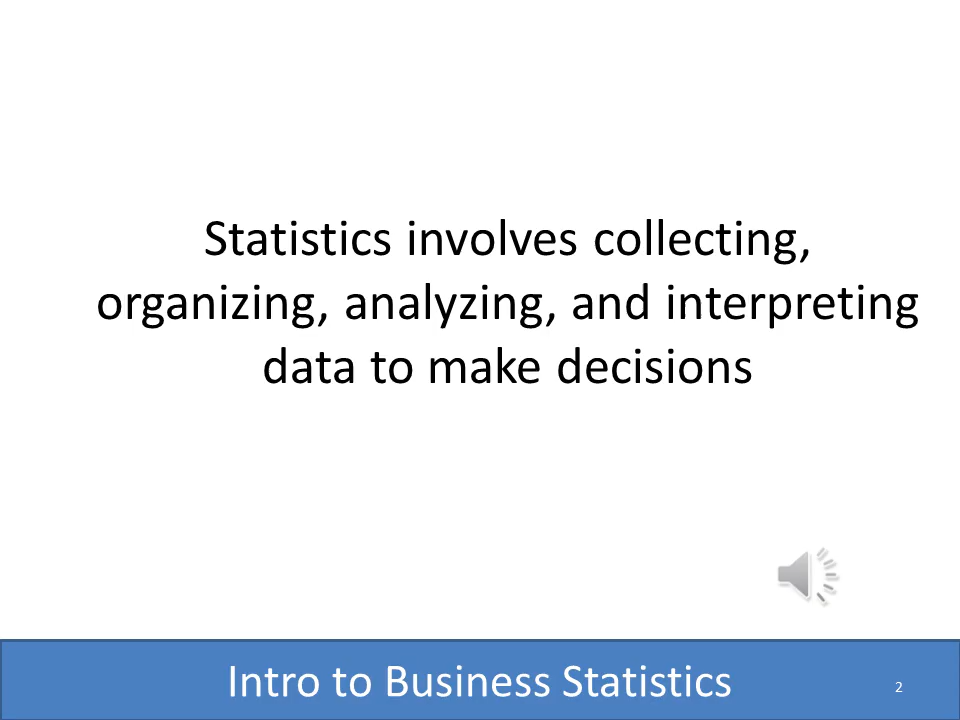 Statistics involves collecting,
organizing, analyzing, and interpreting
data to make decisions
Intro to Business Statistics
2